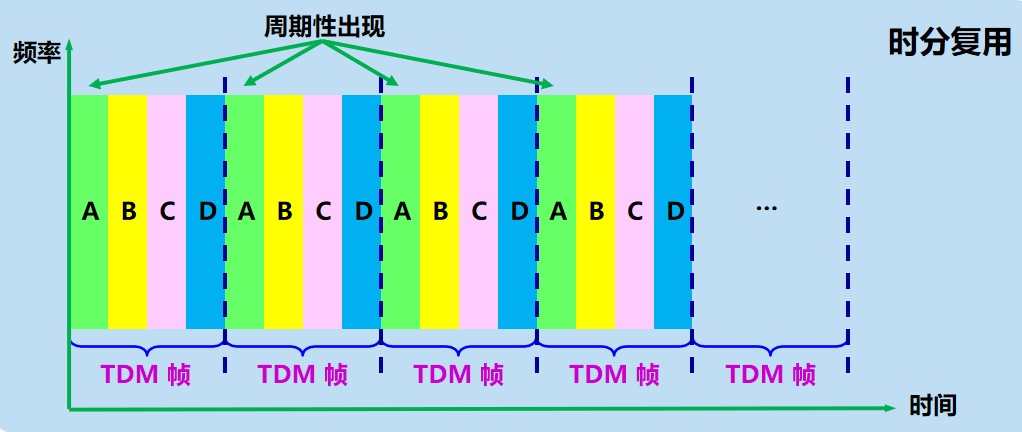 周期性出现
时分复用
频率
A B C D A B C D A B C D A B C D ...
TDM 帧 TDM 帧 TDM 帧 TDM 帧 TDM 帧
时间